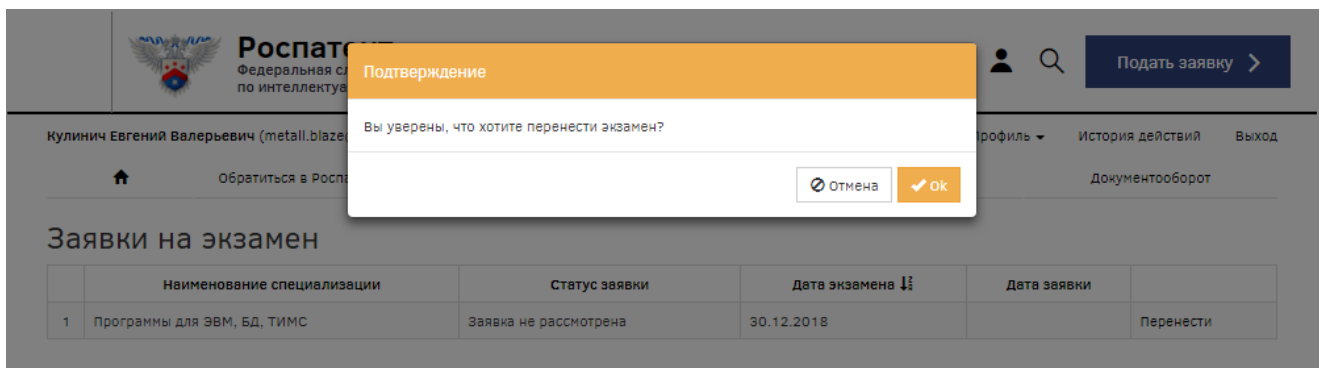 Роспатент
Федеральная сл
по интеллектуа
Подтверждение
Подать заявку
Вы уверены, что хотите перенести экзамен?
Отмена
Ok
Кулинич Евгений Валерьевич (metall.blaze
Профиль
История действий
Выход
Обратиться в Роспа
Документооборот
Заявки на экзамен
Наименование специализации Статус заявки Дата экзамена Дата заявки
1 Программы для ЭВМ, БД, ТИМС Заявка не рассмотрена 30.12.2018 Перенести